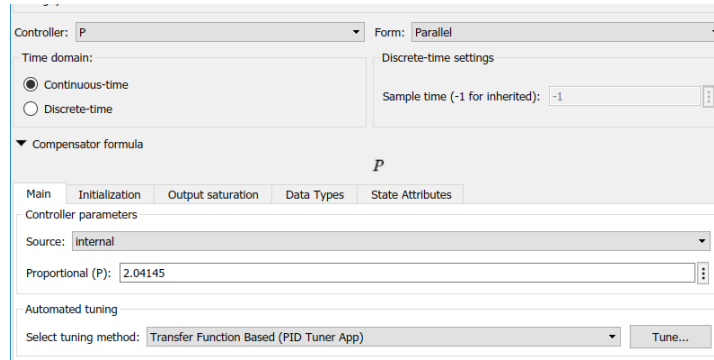 Controller: P Form: Parallel
Time domain: Discrete-time settings
Continuous-time
Sample time (-1 for inherited): -1
Discrete-time
Compensator formula
P
Main Initialization Output saturation Data Types State Attributes
Controller parameters
Source: internal
Proportional (P): 2.04145
Automated tuning
Select tuning method: Transfer Function Based (PID Tuner App) Tune...